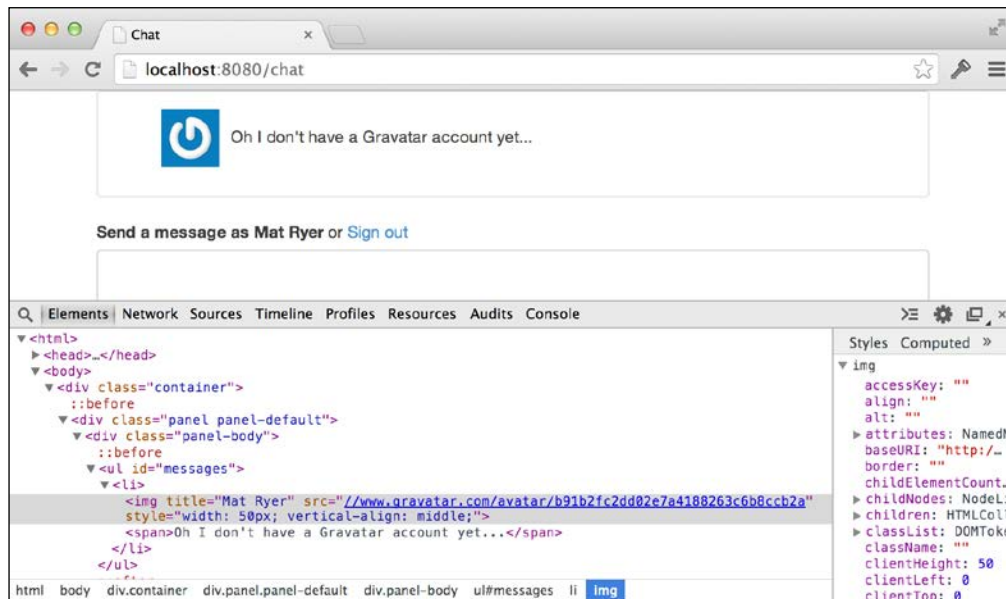 Chat
localhost:8080/chat
Oh I don't have a Gravatar account yet...
Send a message as Mat Ryer or Sign out
Elements Network Sources Timeline Profiles Resources Audits Console
<html>
<head>…</head>
<body>
<div class="container">
::before
<div class="panel panel-default">
<div class="panel-body">
::before
<ul id="messages">
<li>
<img title="Mat Ryer" src="//www.gravatar.com/avatar/b91b2fc2dd02e7a4188263c6b8ccb2a"
style="width: 50px; vertical-align: middle;">
<span>Oh I don't have a Gravatar account yet...</span>
</li>
</ul>
html body div.container div.panel.panel-default div.panel-body ul#messages li img
Styles Computed »
img
accessKey: ""
align: ""
alt: ""
attributes: NamedN
baseURI: "http:/…
border: ""
childElementCount…
childNodes: NodeLi
children: HTMLColl
classList: DOMToke
className: ""
clientHeight: 50
clientLeft: 0
clientTop: 0